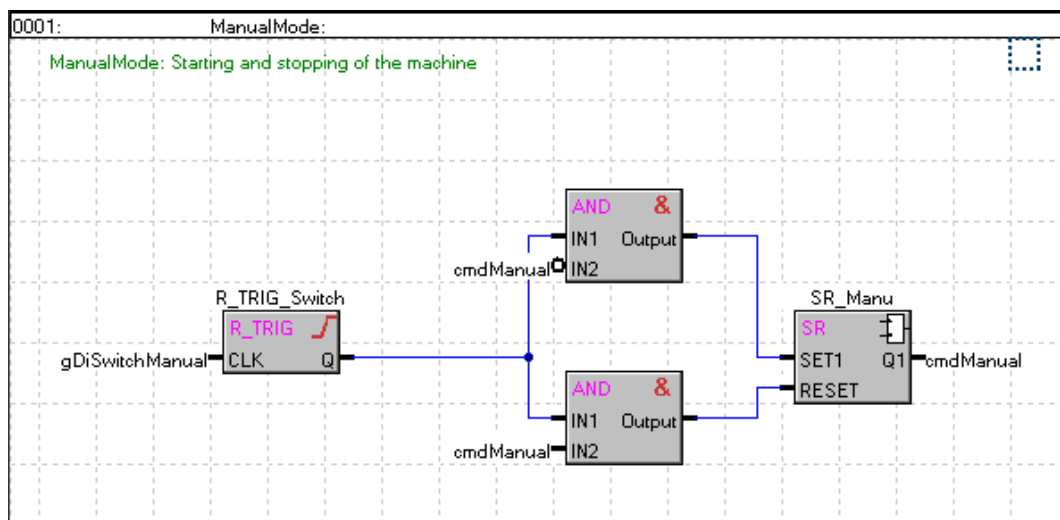 0001: ManualMode:
ManualMode: Starting and stopping of the machine
AND &
IN1 Output
cmdManual IN2
R_TRIG_Switch
R_TRIG
gDiSwitchManual CLK Q
SR_Manu
SR
SET1 Q1 cmdManual
RESET
AND &
IN1 Output
cmdManual IN2